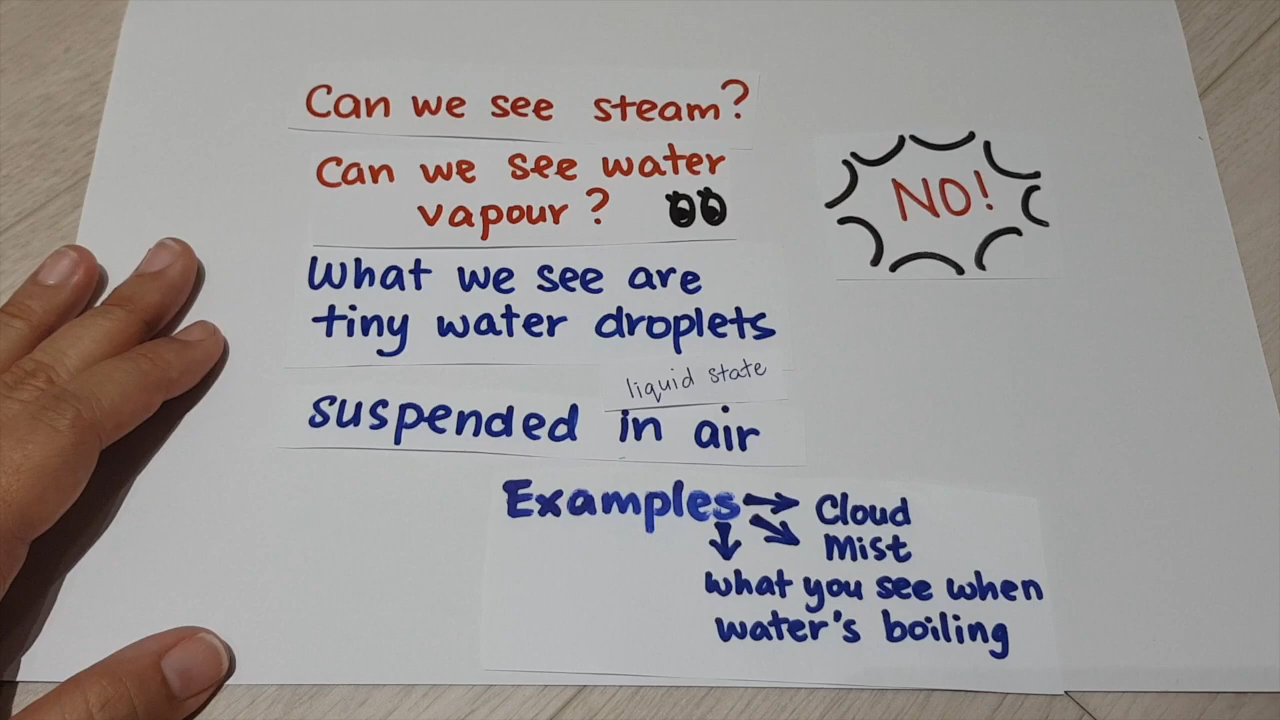 Can we see steam?
Can we see water
vapour?
NO!
What we see are
tiny water droplets
liquid state
suspended in air
Examples → Cloud
Mist
what you see when
water's boiling